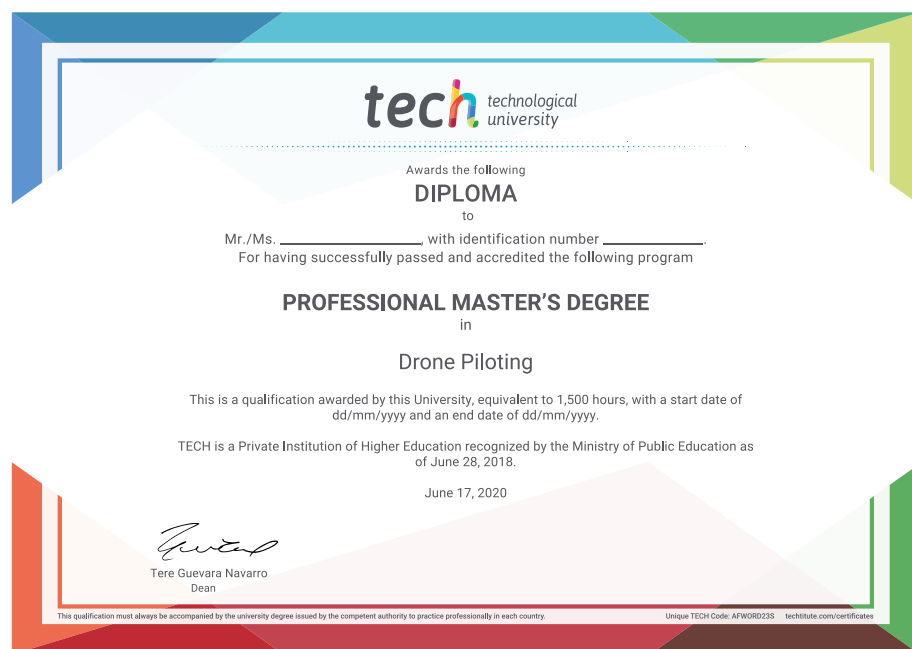 tech technological
university
Awards the following
DIPLOMA
to
Mr./Ms. ____________________, with identification number ______________.
For having successfully passed and accredited the following program
PROFESSIONAL MASTER'S DEGREE
in
Drone Piloting
This is a qualification awarded by this University, equivalent to 1,500 hours, with a start date of
dd/mm/yyyy and an end date of dd/mm/yyyy.
TECH is a Private Institution of Higher Education recognized by the Ministry of Public Education as
of June 28, 2018.
June 17, 2020
Tere Guevara Navarro
Dean
This qualification must always be accompanied by the university degree issued by the competent authority to practice professionally in each country.
Unique TECH Code: AFWORD23S techtitute.com/certificates